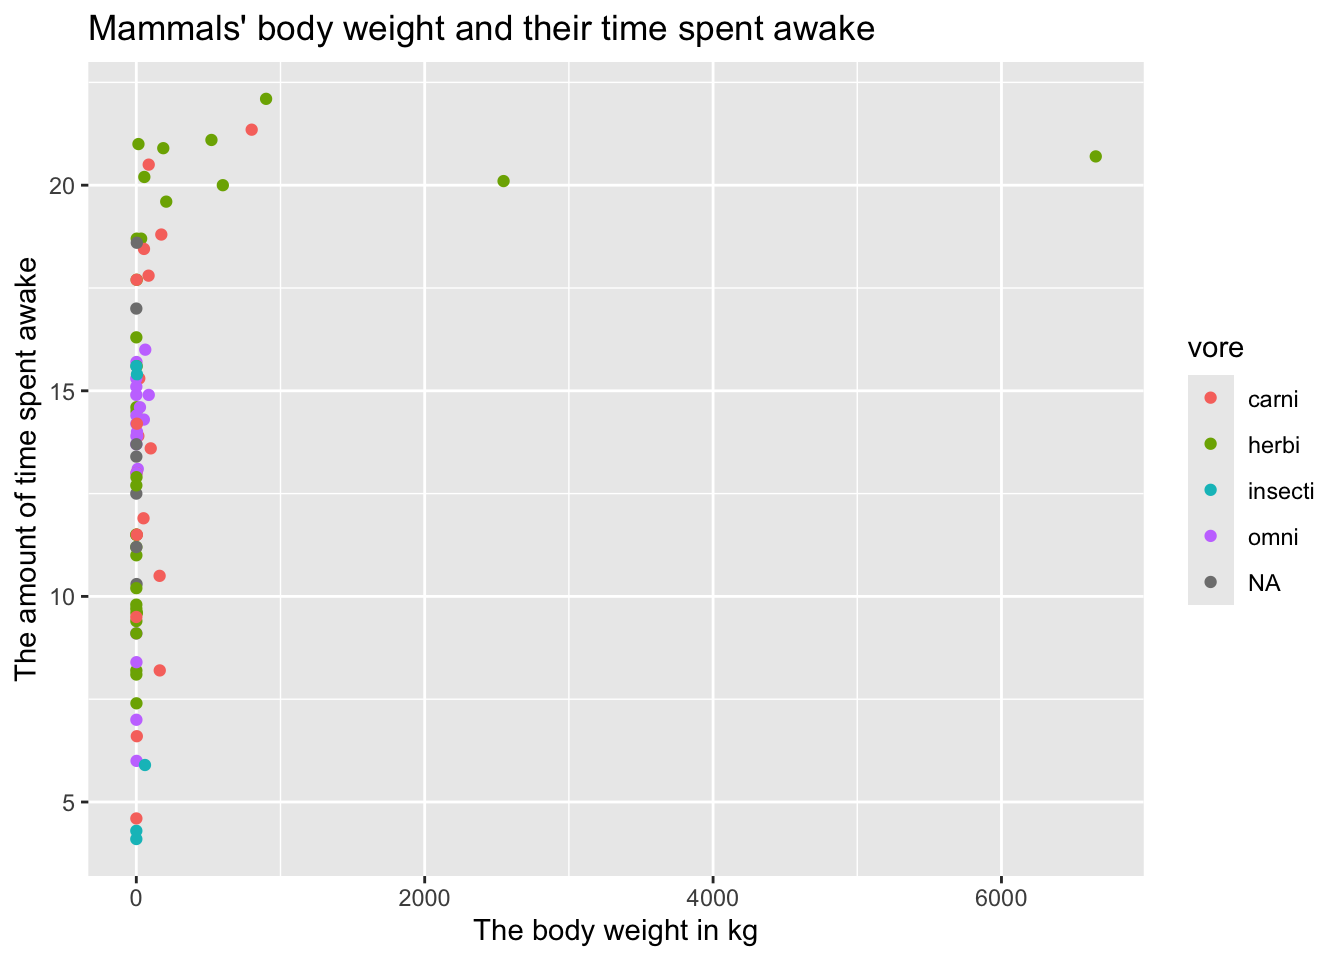 Mammals' body weight and their time spent awake
The amount of time spent awake
20
15
10
5
0
2000
4000
6000
The body weight in kg
vore
carni
herbi
insecti
omni
NA